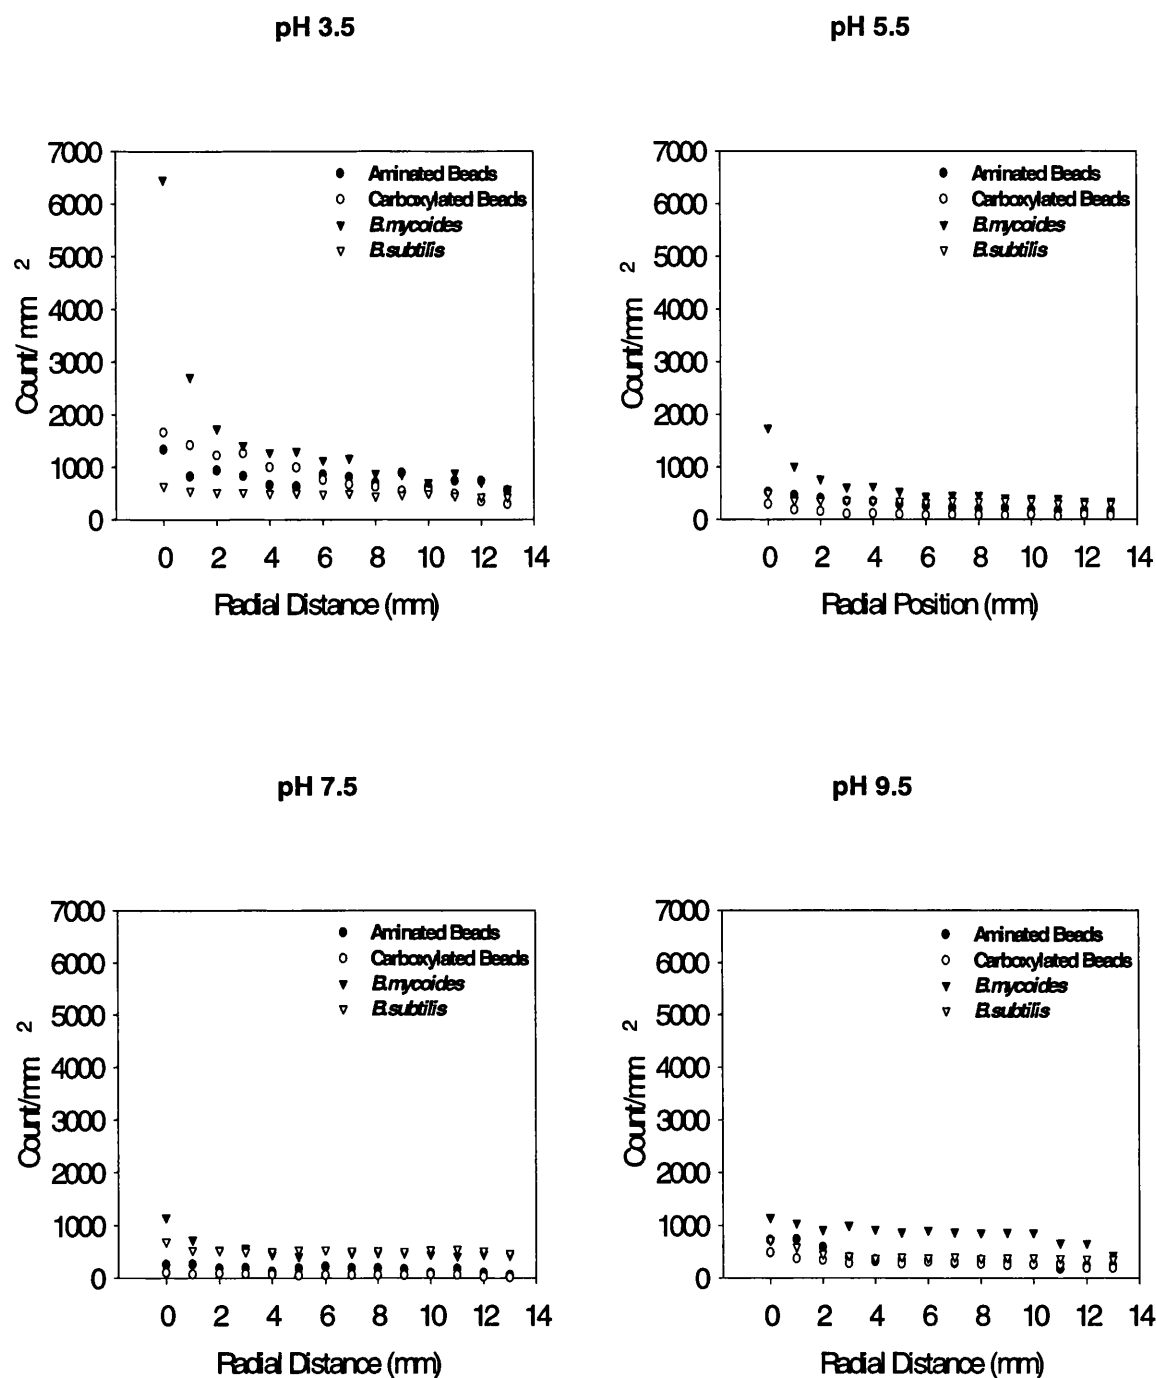 pH 3.5
7000
6000
5000
4000
3000
2000
1000
0
Count/ mm 2
Aminated Beads
Carboxylated Beads
B.mycoides
B.subtilis
0 2 4 6 8 10 12 14
Radial Distance (mm)
pH 5.5
7000
6000
5000
4000
3000
2000
1000
0
Count/mm 2
Aminated Beads
Carboxylated Beads
B.mycoides
B.subtilis
0 2 4 6 8 10 12 14
Radial Position (mm)
pH 7.5
7000
6000
5000
4000
3000
2000
1000
0
Count/mm 2
Aminated Beads
Carboxylated Beads
B.mycoides
B.subtilis
0 2 4 6 8 10 12 14
Radial Distance (mm)
pH 9.5
7000
6000
5000
4000
3000
2000
1000
0
Count/mm 2
Aminated Beads
Carboxylated Beads
B.mycoides
B.subtilis
0 2 4 6 8 10 12 14
Radial Distance (mm)